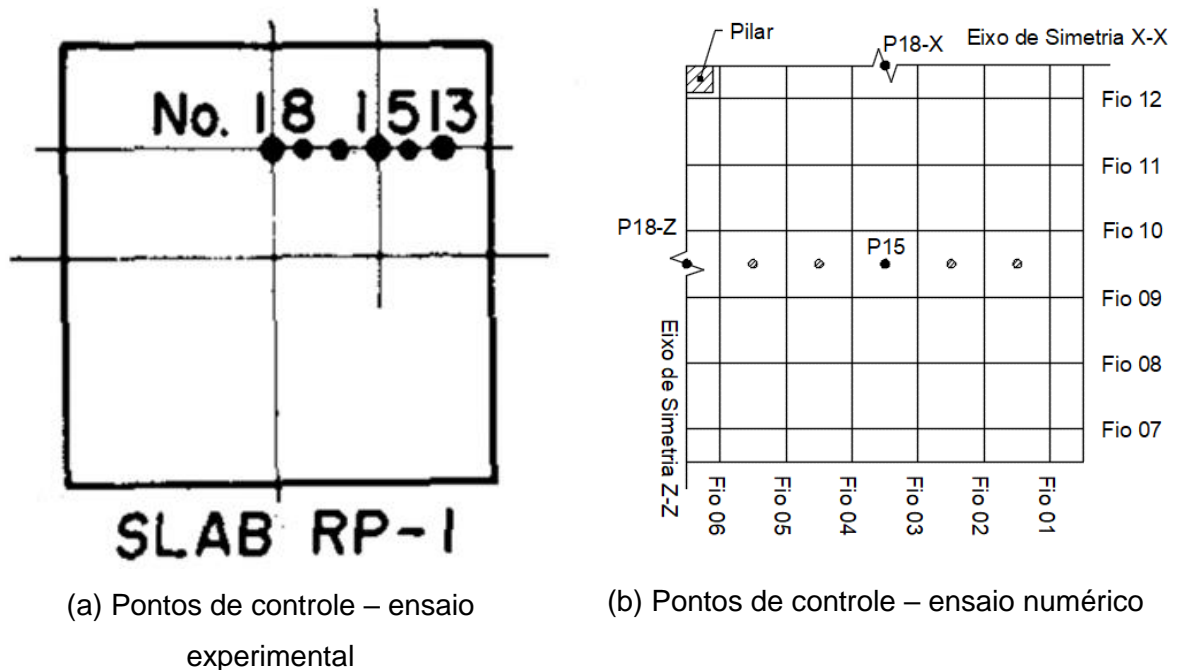 No. 18 1513
SLAB RP-1
(a) Pontos de controle – ensaio
experimental
Pilar
P18-X
Eixo de Simetria X-X
Fio 12
Fio 11
Fio 10
Fio 09
Fio 08
Fio 07
P18-Z
P15
Eixo de Simetria Z-Z
Fio 06
Fio 05
Fio 04
Fio 03
Fio 02
Fio 01
(b) Pontos de controle – ensaio numérico